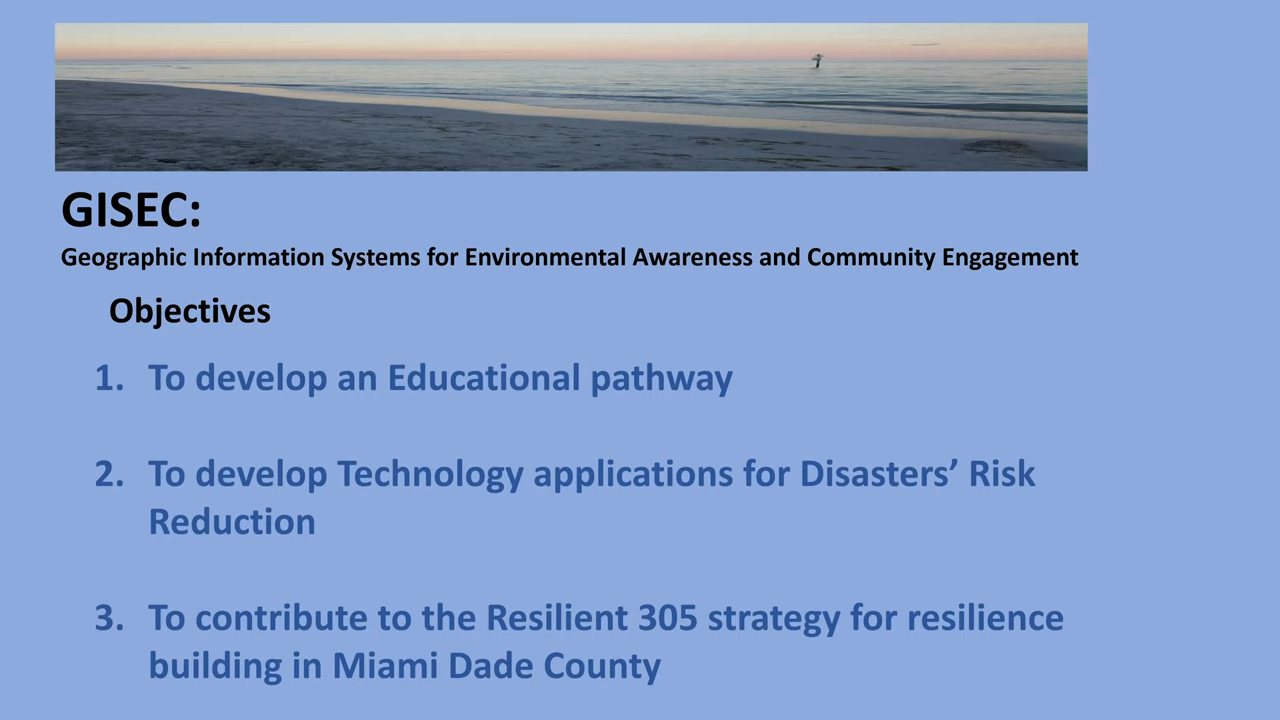 GISEC:
Geographic Information Systems for Environmental Awareness and Community Engagement
Objectives
1. To develop an Educational pathway
2. To develop Technology applications for Disasters’ Risk
Reduction
3. To contribute to the Resilient 305 strategy for resilience
building in Miami Dade County